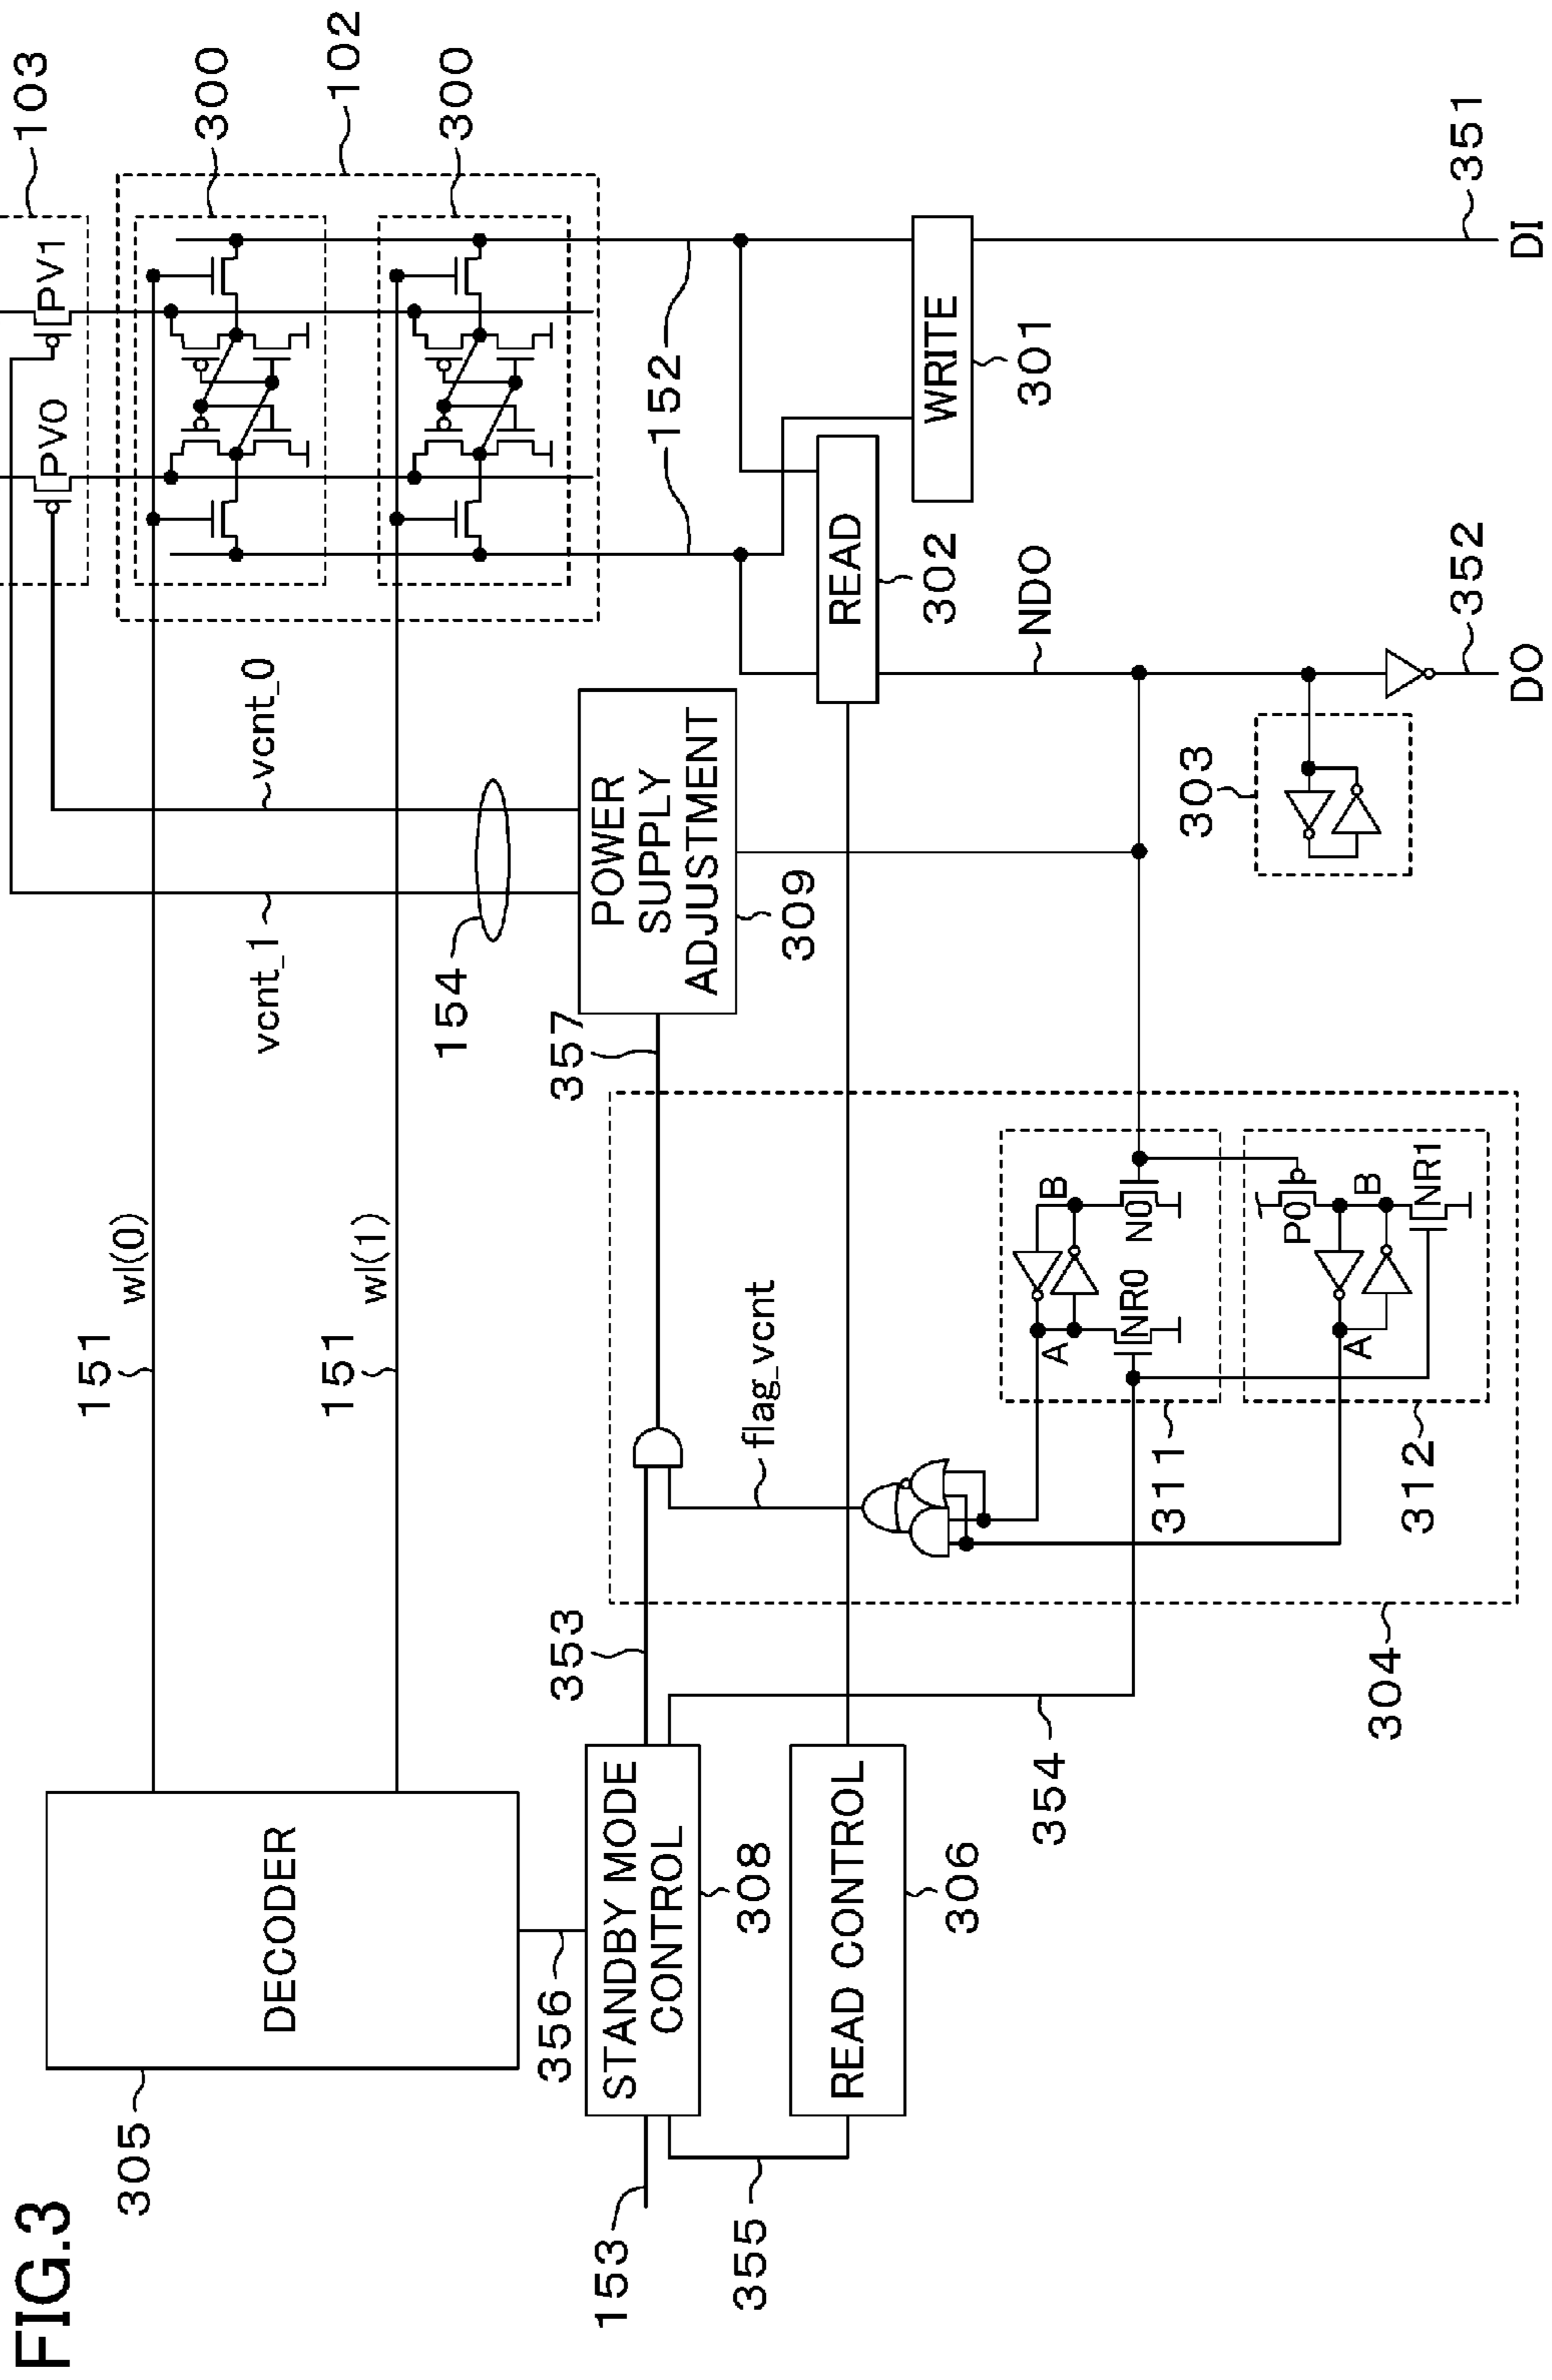 FIG.3
103
PV0
PV1
300
102
300
305
DECODER
151
wl(0)
151
wl(1)
vcnt_1
vcnt_0
154
152
356
153
STANDBY MODE
CONTROL
308
353
357
POWER
SUPPLY
ADJUSTMENT
309
355
READ CONTROL
306
flag_vcnt
READ
302
WRITE
301
354
NDO
A
B
NR0
N0
311
303
P0
A
B
NR1
312
304
352
351
DO
DI